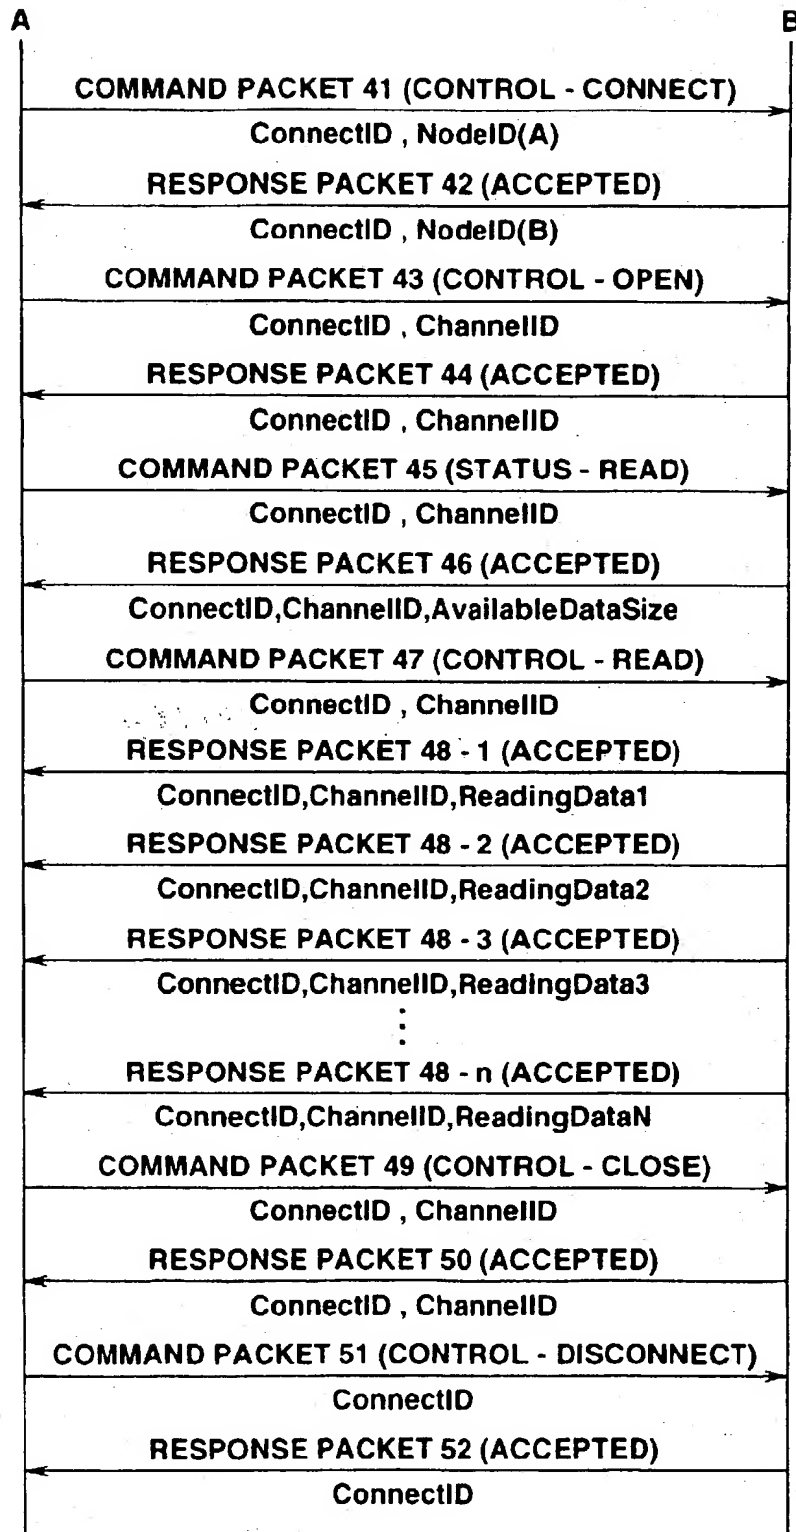 A B
COMMAND PACKET 41 (CONTROL - CONNECT)
ConnectID , NodeID(A)
RESPONSE PACKET 42 (ACCEPTED)
ConnectID , NodeID(B)
COMMAND PACKET 43 (CONTROL - OPEN)
ConnectID , ChannelID
RESPONSE PACKET 44 (ACCEPTED)
ConnectID , ChannelID
COMMAND PACKET 45 (STATUS - READ)
ConnectID , ChannelID
RESPONSE PACKET 46 (ACCEPTED)
ConnectID,ChannelID,AvailableDataSize
COMMAND PACKET 47 (CONTROL - READ)
ConnectID , ChannelID
RESPONSE PACKET 48 - 1 (ACCEPTED)
ConnectID,ChannelID,ReadingData1
RESPONSE PACKET 48 - 2 (ACCEPTED)
ConnectID,ChannelID,ReadingData2
RESPONSE PACKET 48 - 3 (ACCEPTED)
ConnectID,ChannelID,ReadingData3
⋮
RESPONSE PACKET 48 - n (ACCEPTED)
ConnectID,ChannelID,ReadingDataN
COMMAND PACKET 49 (CONTROL - CLOSE)
ConnectID , ChannelID
RESPONSE PACKET 50 (ACCEPTED)
ConnectID , ChannelID
COMMAND PACKET 51 (CONTROL - DISCONNECT)
ConnectID
RESPONSE PACKET 52 (ACCEPTED)
ConnectID